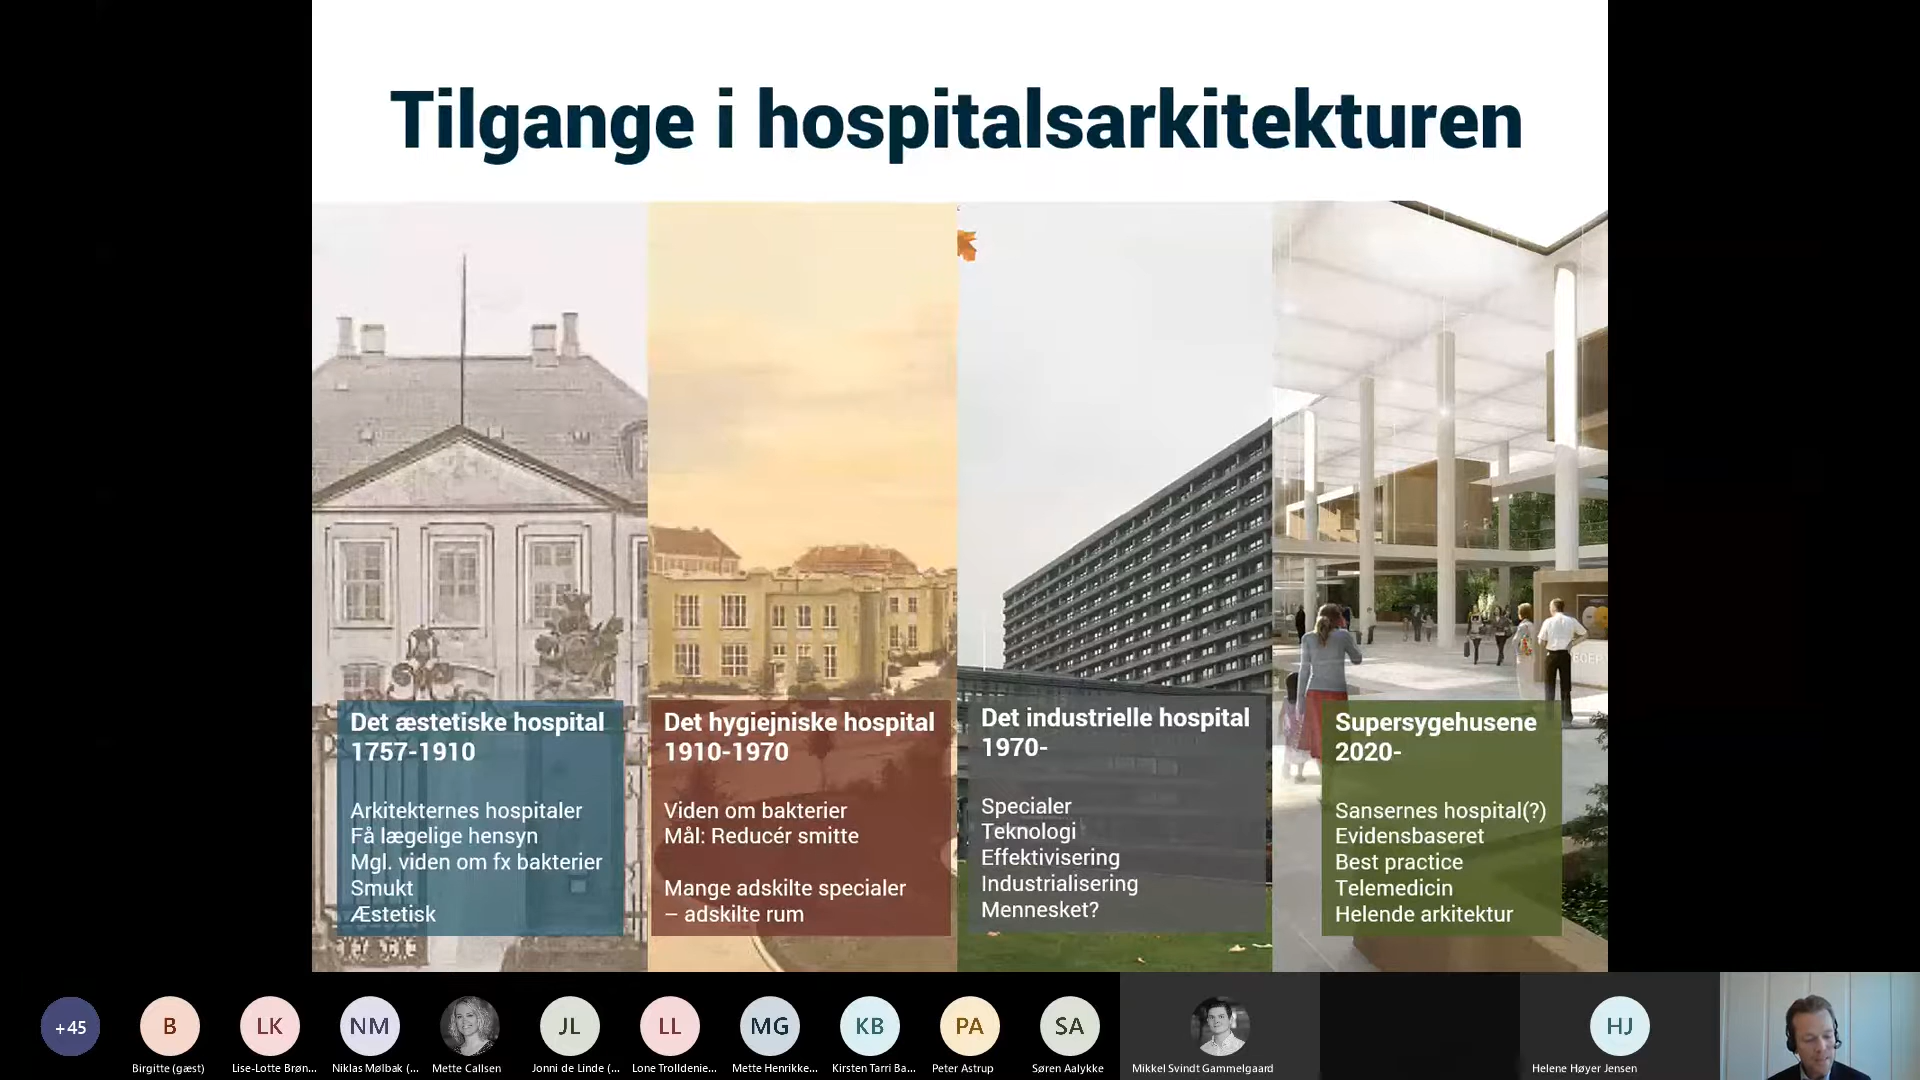 Tilgange i hospitalsarkitekturen
Det æstetiske hospital
1757-1910
Arkitekternes hospitaler
Få lægelige hensyn
Mgl. viden om fx bakterier
Smukt
Æstetisk
Det hygiejniske hospital
1910-1970
Viden om bakterier
Mål: Reducér smitte
Mange adskilte specialer
– adskilte rum
Det industrielle hospital
1970-
Specialer
Teknologi
Effektivisering
Industrialisering
Mennesket?
Supersygehusene
2020-
Sansernes hospital(?)
Evidensbaseret
Best practice
Telemedicin
Helende arkitektur
+45
B
LK
NM
JL
LL
MG
KB
PA
SA
HJ
Birgitte (gæst)
Lise-Lotte Brøn...
Niklas Mølbak (...
Mette Callsen
Jonni de Linde (...
Lone Trolldenie...
Mette Henrikke...
Kirsten Tarri Ba...
Peter Astrup
Søren Aalykke
Mikkel Svindt Gammelgaard
Helene Høyer Jensen